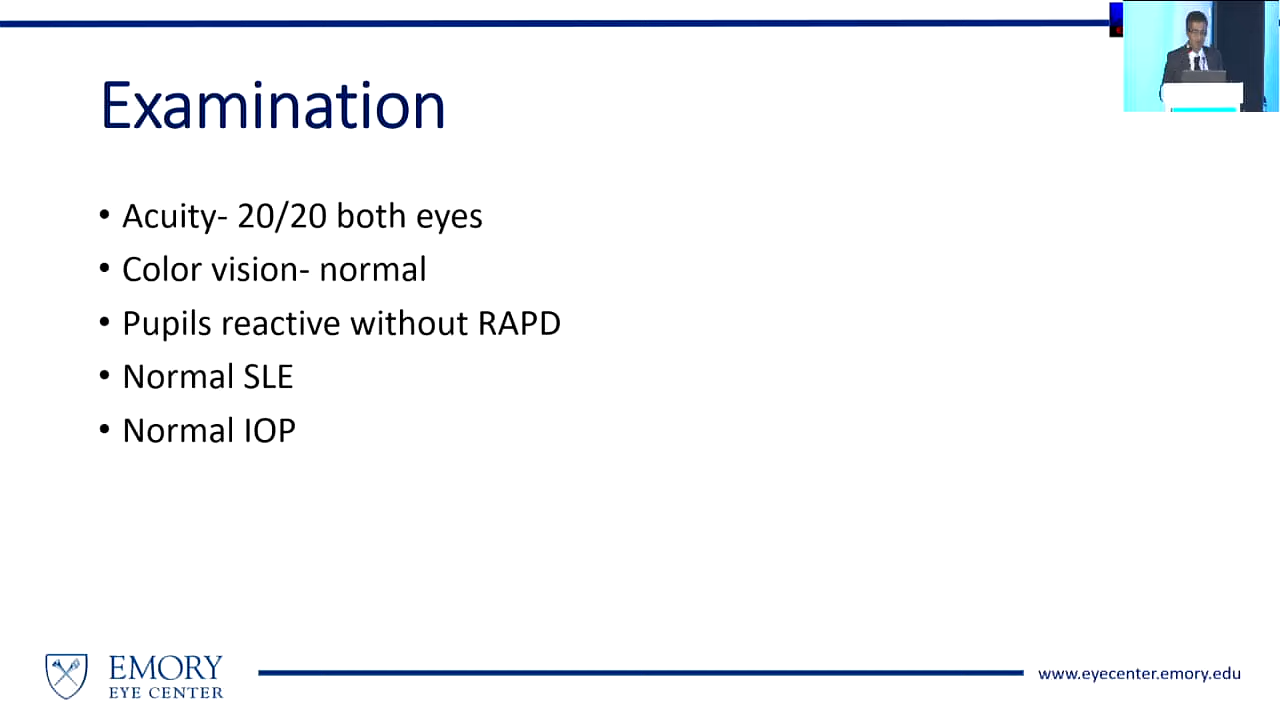 Examination
• Acuity- 20/20 both eyes
• Color vision- normal
• Pupils reactive without RAPD
• Normal SLE
• Normal IOP
EMORY
EYE CENTER
www.eyecenter.emory.edu